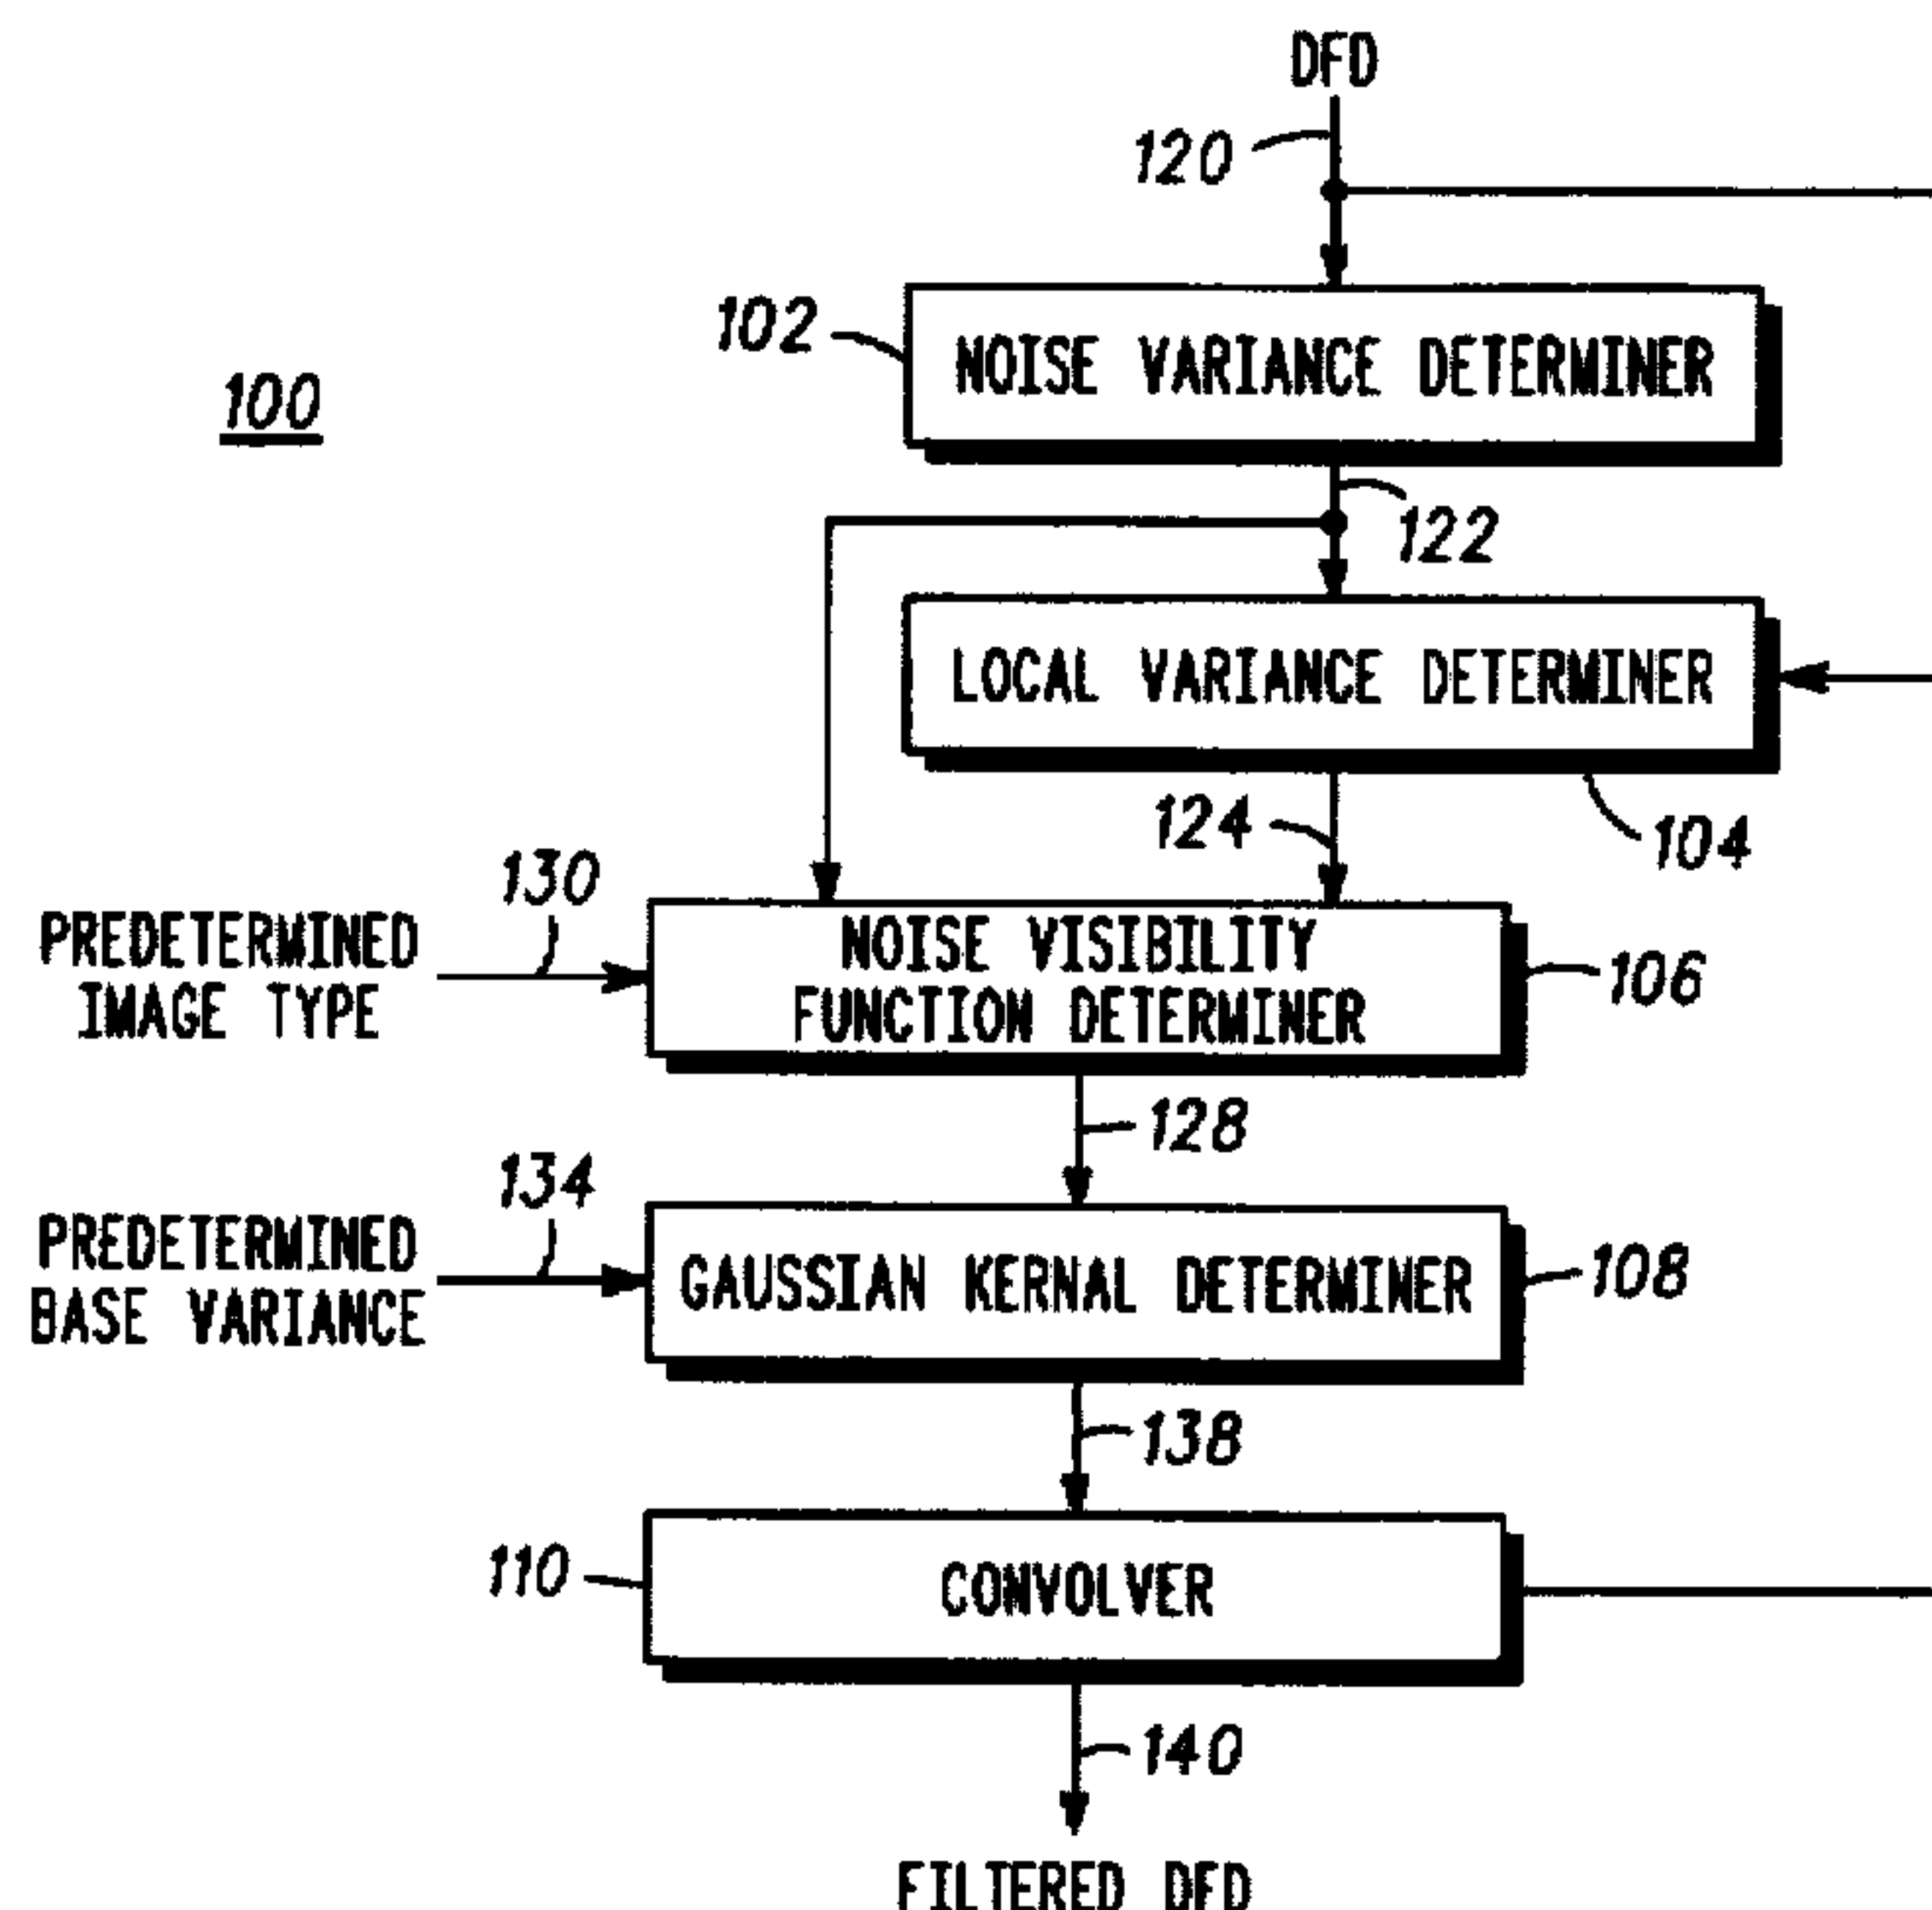 DFD
120
102
NOISE VARIANCE DETERMINER
100
122
LOCAL VARIANCE DETERMINER
124
104
130
PREDETERMINED
IMAGE TYPE
NOISE VISIBILITY
FUNCTION DETERMINER
106
128
134
PREDETERMINED
BASE VARIANCE
GAUSSIAN KERNAL DETERMINER
108
138
110
CONVOLVER
140
FILTERED DFD